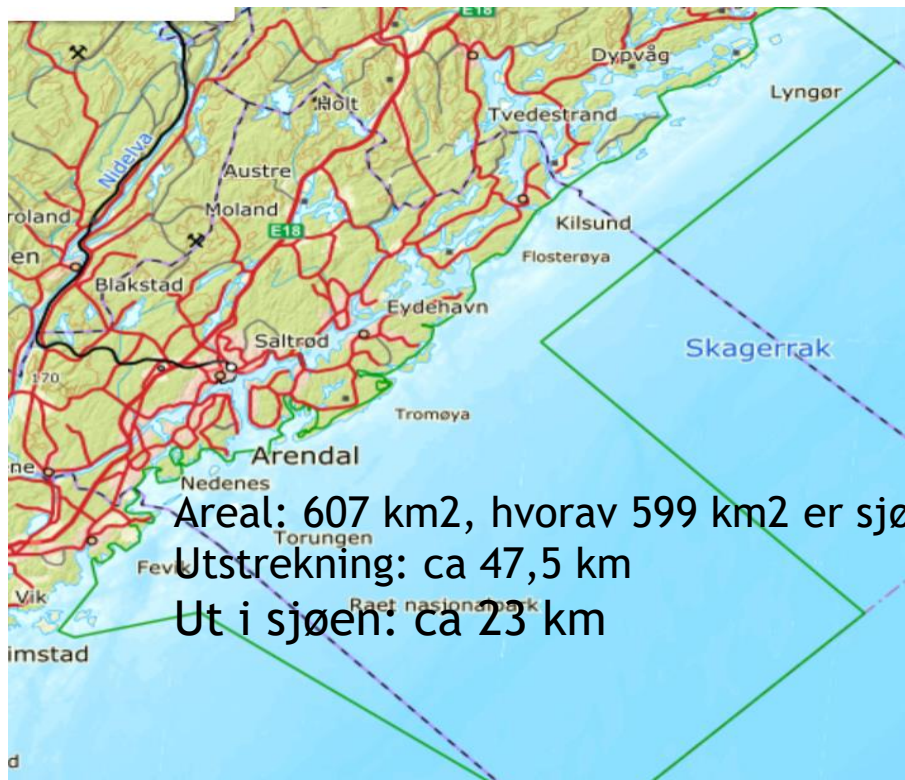 E18
Dypvåg
Lyngør
Holt
Tvedestrand
Nidelva
Austre
Moland
roland
E18
Kilsund
en
Flosterøya
Blakstad
Eydehavn
Saltrød
Skagerrak
170
Tromøya
Arendal
ne
Nedenes
Areal: 607 km2, hvorav 599 km2 er sjø
Torungen
Fevik
Utstrekning: ca 47,5 km
Vik
Raet nasjonalpark
Ut i sjøen: ca 23 km
imstad
d